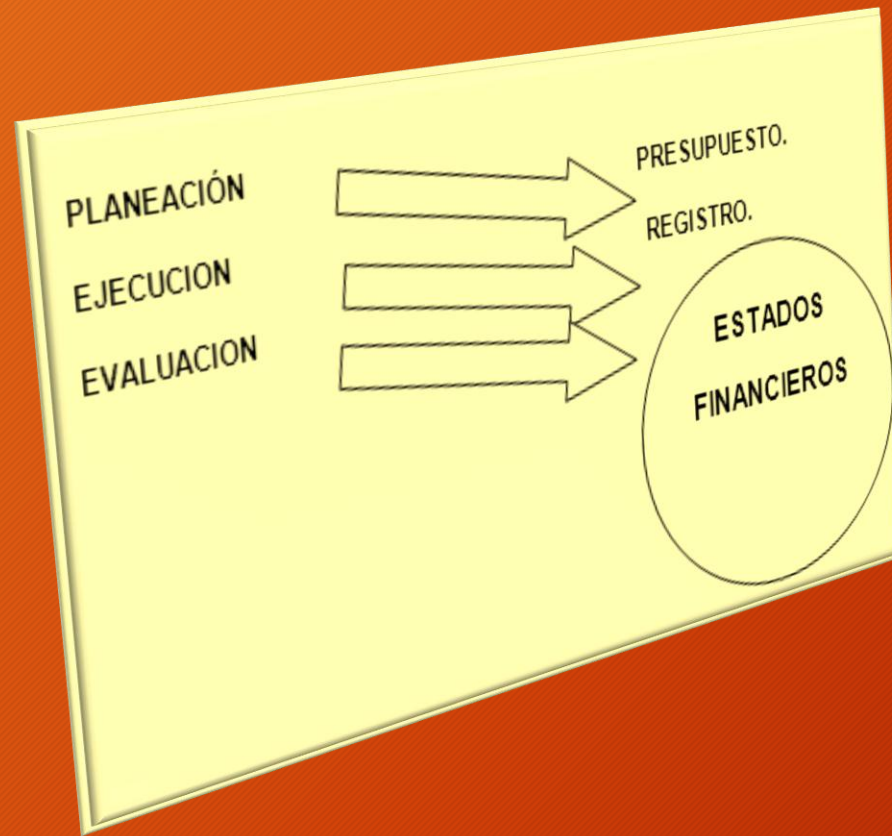 PLANEACIÓN
PRESUPUESTO.
EJECUCION
REGISTRO.
EVALUACION
ESTADOS
FINANCIEROS